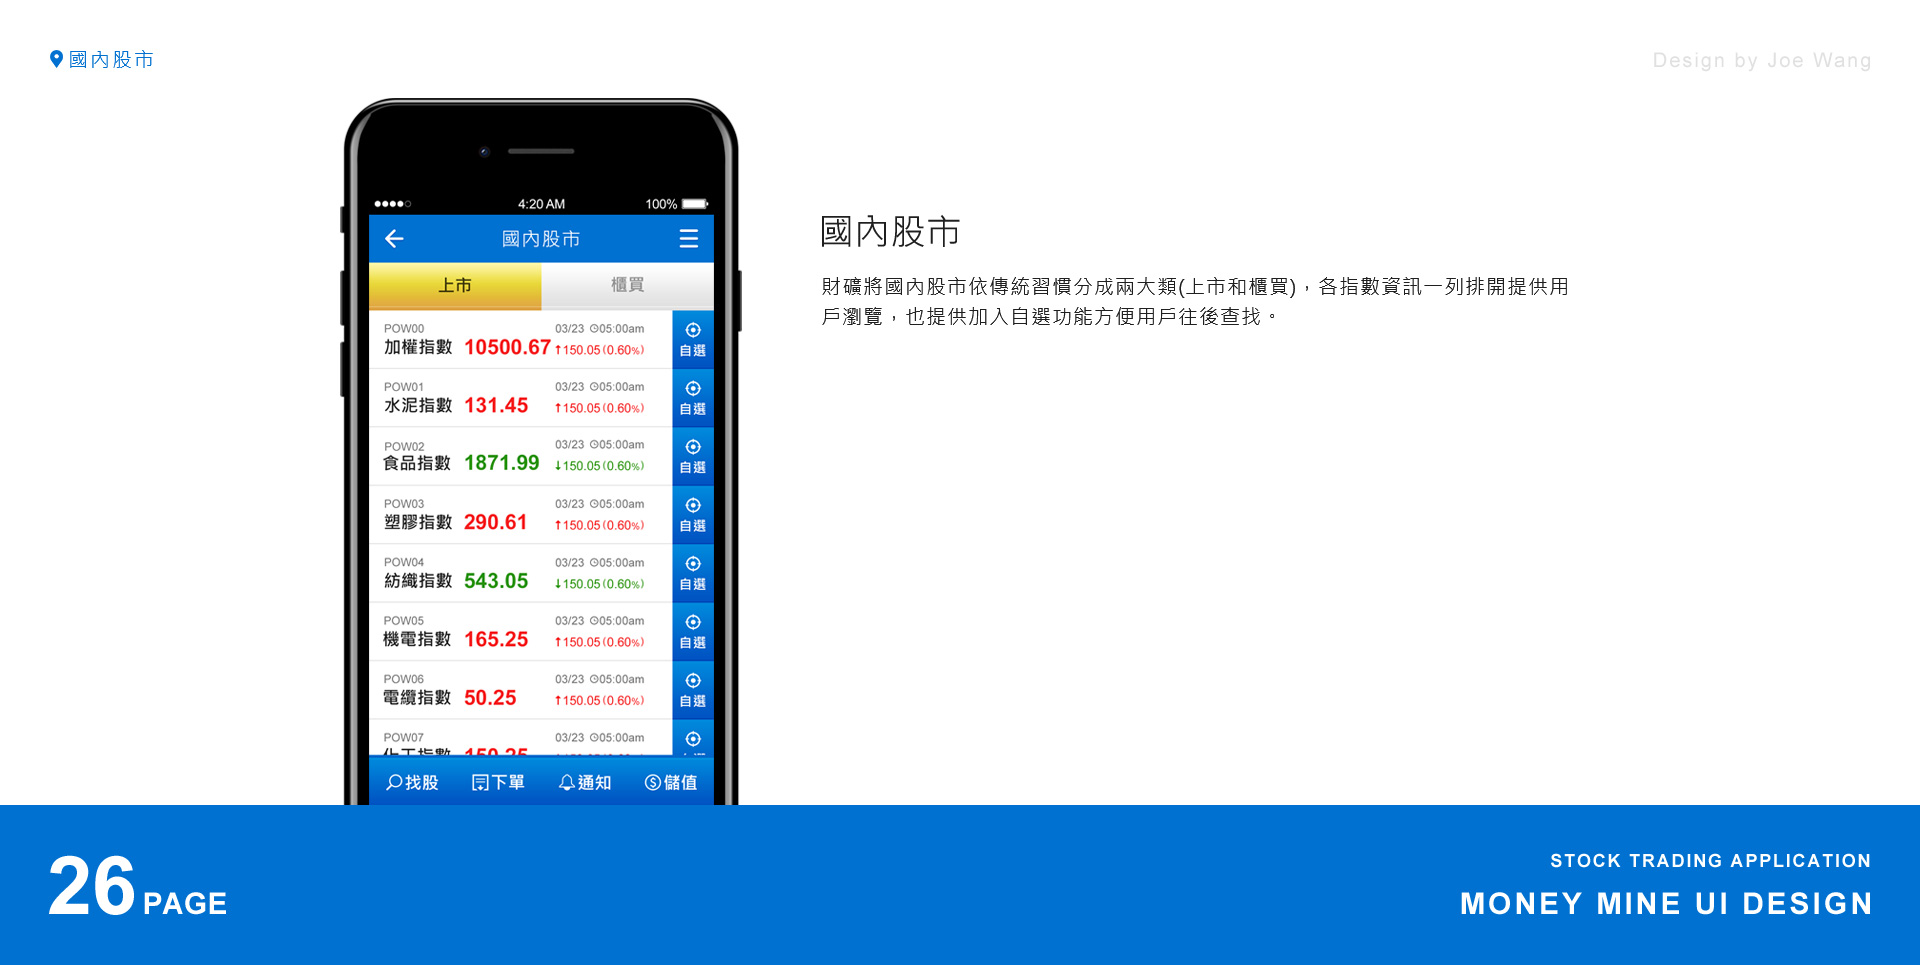 國內股市
Design by Joe Wang
4:20 AM
100%
國內股市
上市
櫃買
POW00
03/23 05:00am
加權指數 10500.67 ↑150.05(0.60%)
自選
POW01
03/23 05:00am
水泥指數 131.45 ↑150.05(0.60%)
自選
POW02
03/23 05:00am
食品指數 1871.99 ↓150.05(0.60%)
自選
POW03
03/23 05:00am
塑膠指數 290.61 ↑150.05(0.60%)
自選
POW04
03/23 05:00am
紡織指數 543.05 ↓150.05(0.60%)
自選
POW05
03/23 05:00am
機電指數 165.25 ↑150.05(0.60%)
自選
POW06
03/23 05:00am
電纜指數 50.25 ↑150.05(0.60%)
自選
POW07
03/23 05:00am
化工指數 150.25
找股
下單
通知
儲值
國內股市
財礦將國內股市依傳統習慣分成兩大類(上市和櫃買)，各指數資訊一列排開提供用
戶瀏覽，也提供加入自選功能方便用戶往後查找。
26 PAGE
STOCK TRADING APPLICATION
MONEY MINE UI DESIGN